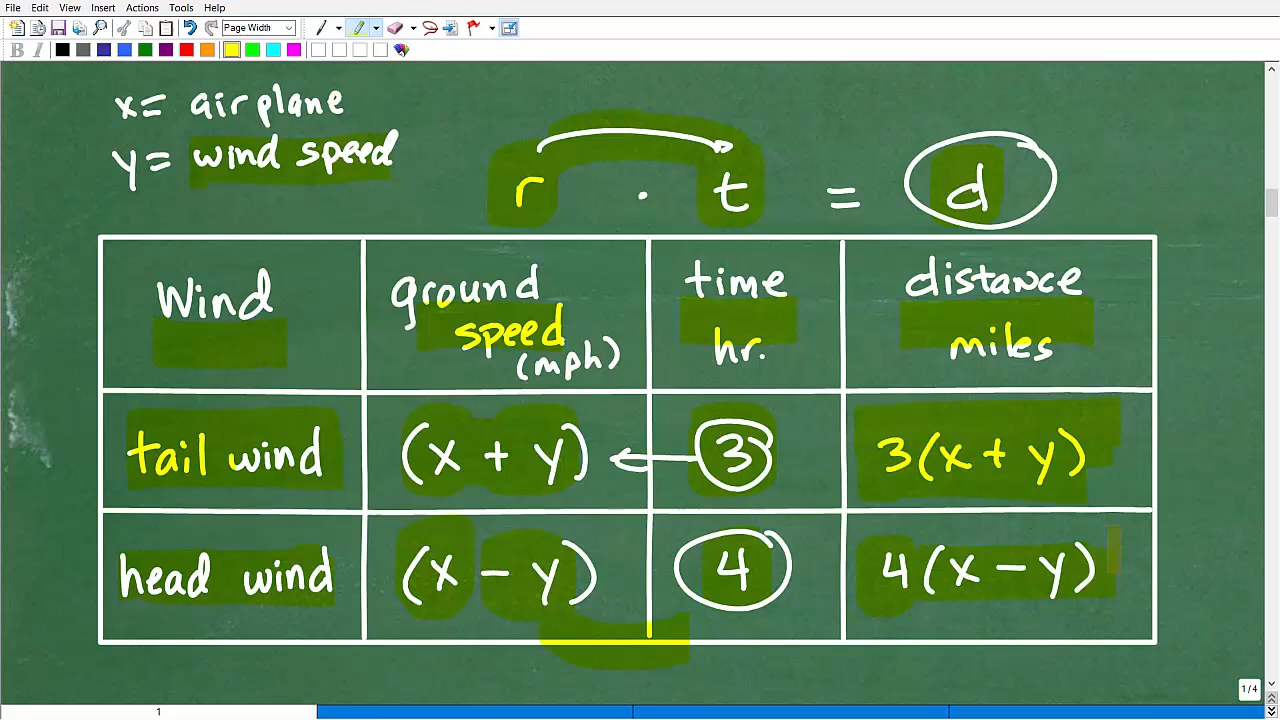 File Edit View Insert Actions Tools Help
Page Width
B I
x = airplane
y = wind speed
r · t = d
Wind
ground
speed
(mph)
time
hr.
distance
miles
tail wind
(x + y)
3
3(x + y)
head wind
(x - y)
4
4(x - y)
1/4
1